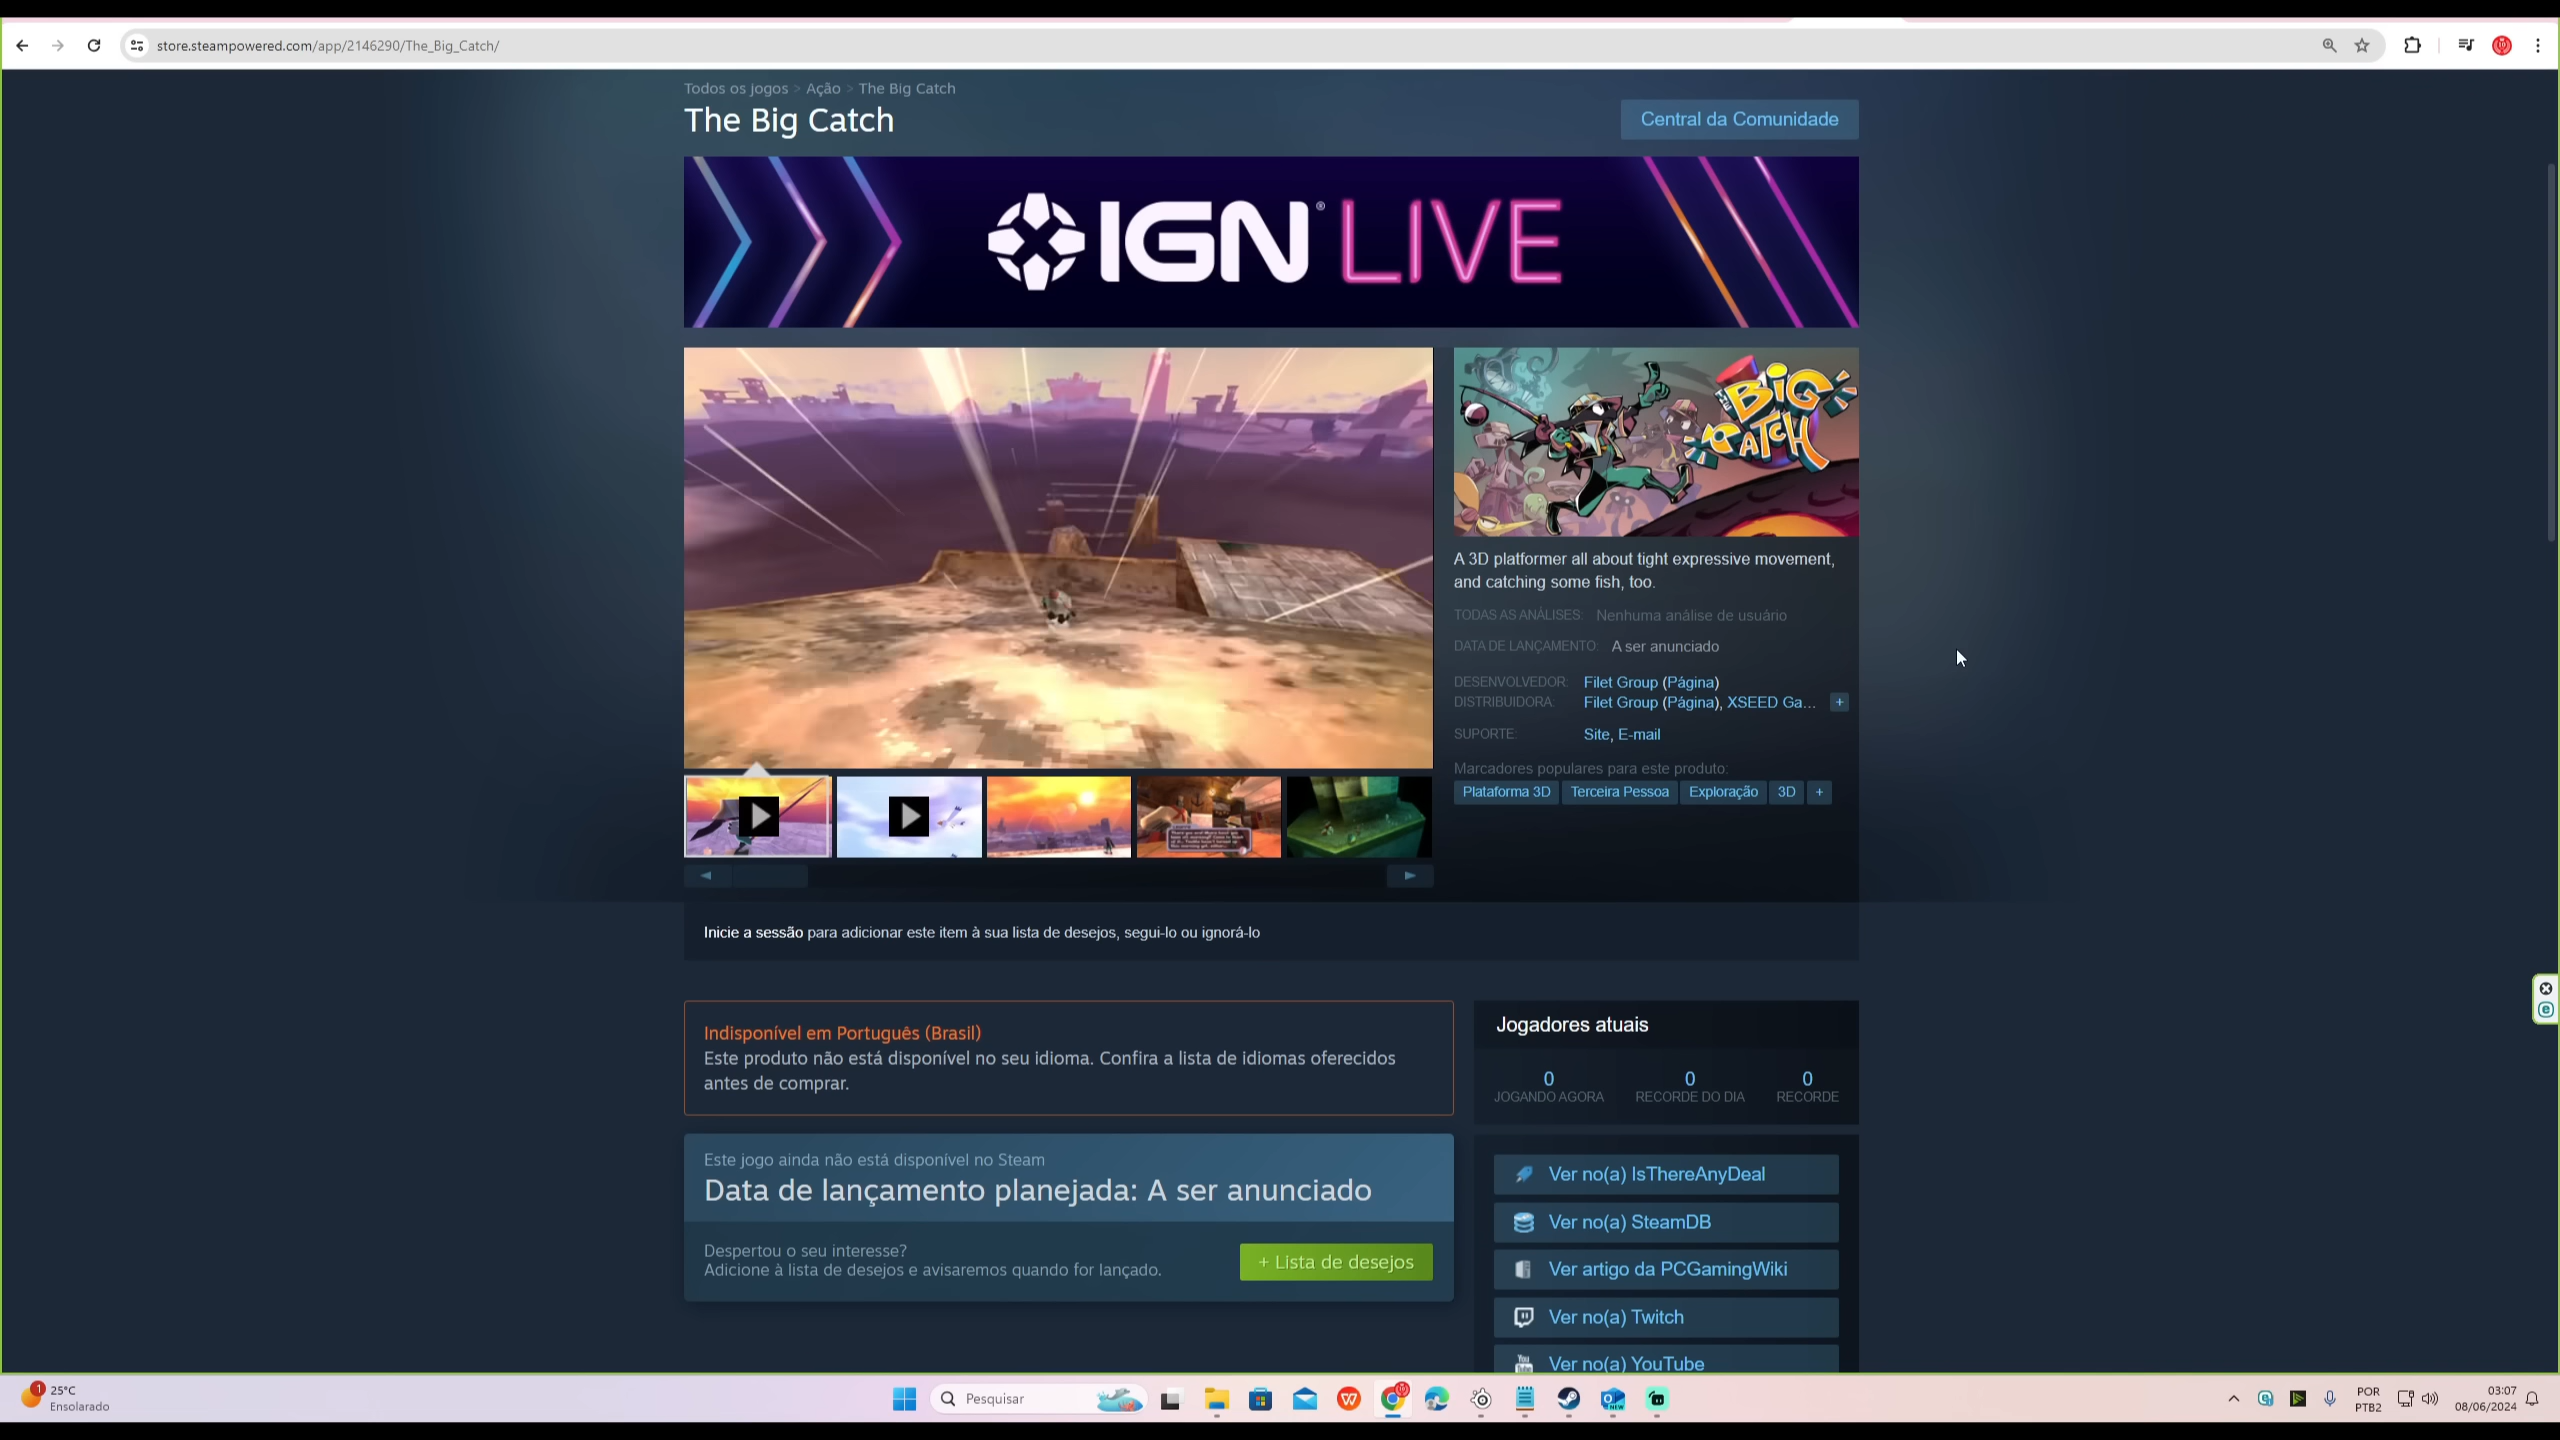 store.steampowered.com/app/2146290/The_Big_Catch/
Todos os jogos > Ação > The Big Catch
The Big Catch
Central da Comunidade
IGN® LIVE
THE BIG CATCH
A 3D platformer all about tight expressive movement,
and catching some fish, too.
TODAS AS ANÁLISES: Nenhuma análise de usuário
DATA DE LANÇAMENTO: A ser anunciado
DESENVOLVEDOR: Filet Group (Página)
DISTRIBUIDORA: Filet Group (Página), XSEED Ga... +
SUPORTE: Site, E-mail
Marcadores populares para este produto:
Plataforma 3D Terceira Pessoa Exploração 3D +
Inicie a sessão para adicionar este item à sua lista de desejos, segui-lo ou ignorá-lo
Indisponível em Português (Brasil)
Este produto não está disponível no seu idioma. Confira a lista de idiomas oferecidos
antes de comprar.
Jogadores atuais
0 0 0
JOGANDO AGORA RECORDE DO DIA RECORDE
Este jogo ainda não está disponível no Steam
Data de lançamento planejada: A ser anunciado
Despertou o seu interesse?
Adicione à lista de desejos e avisaremos quando for lançado.
+ Lista de desejos
Ver no(a) IsThereAnyDeal
Ver no(a) SteamDB
Ver artigo da PCGamingWiki
Ver no(a) Twitch
You
Ver no(a) YouTube
1
25°C
Ensolarado
Pesquisar
NEW
POR
PTB2
03:07
08/06/2024